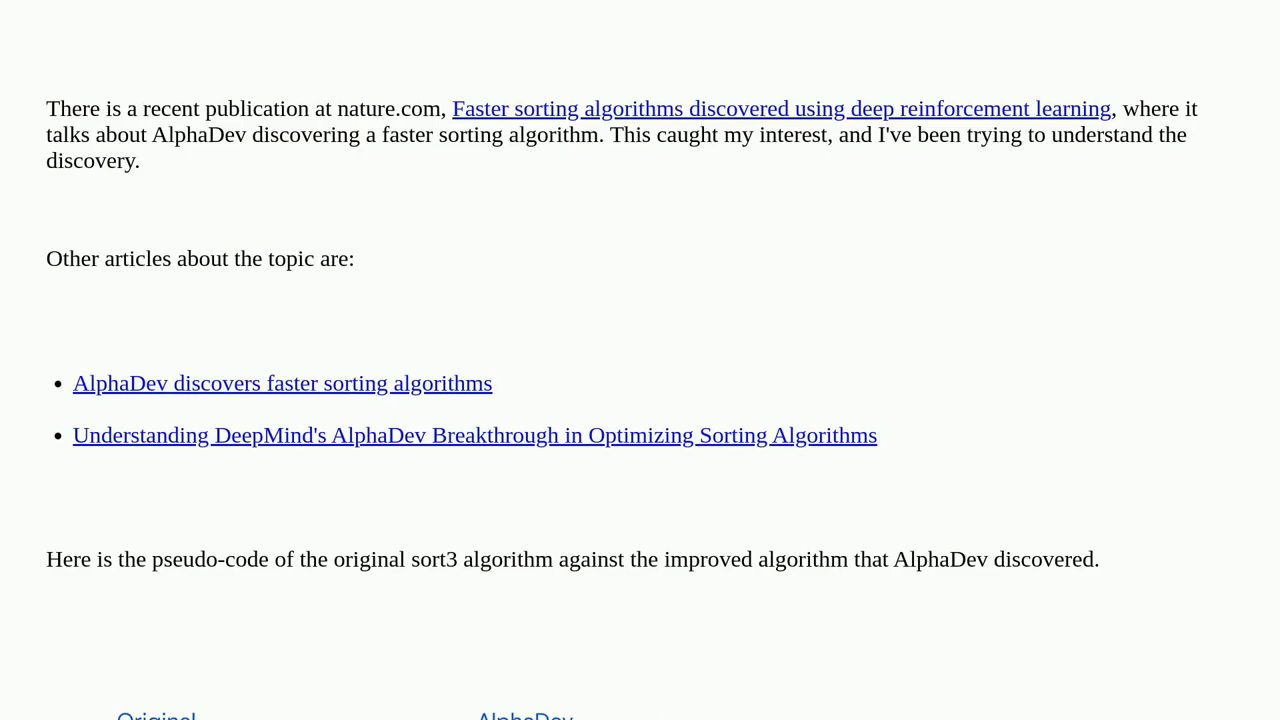 There is a recent publication at nature.com, Faster sorting algorithms discovered using deep reinforcement learning, where it
talks about AlphaDev discovering a faster sorting algorithm. This caught my interest, and I've been trying to understand the
discovery.
Other articles about the topic are:
• AlphaDev discovers faster sorting algorithms
• Understanding DeepMind's AlphaDev Breakthrough in Optimizing Sorting Algorithms
Here is the pseudo-code of the original sort3 algorithm against the improved algorithm that AlphaDev discovered.
Original AlphaDev